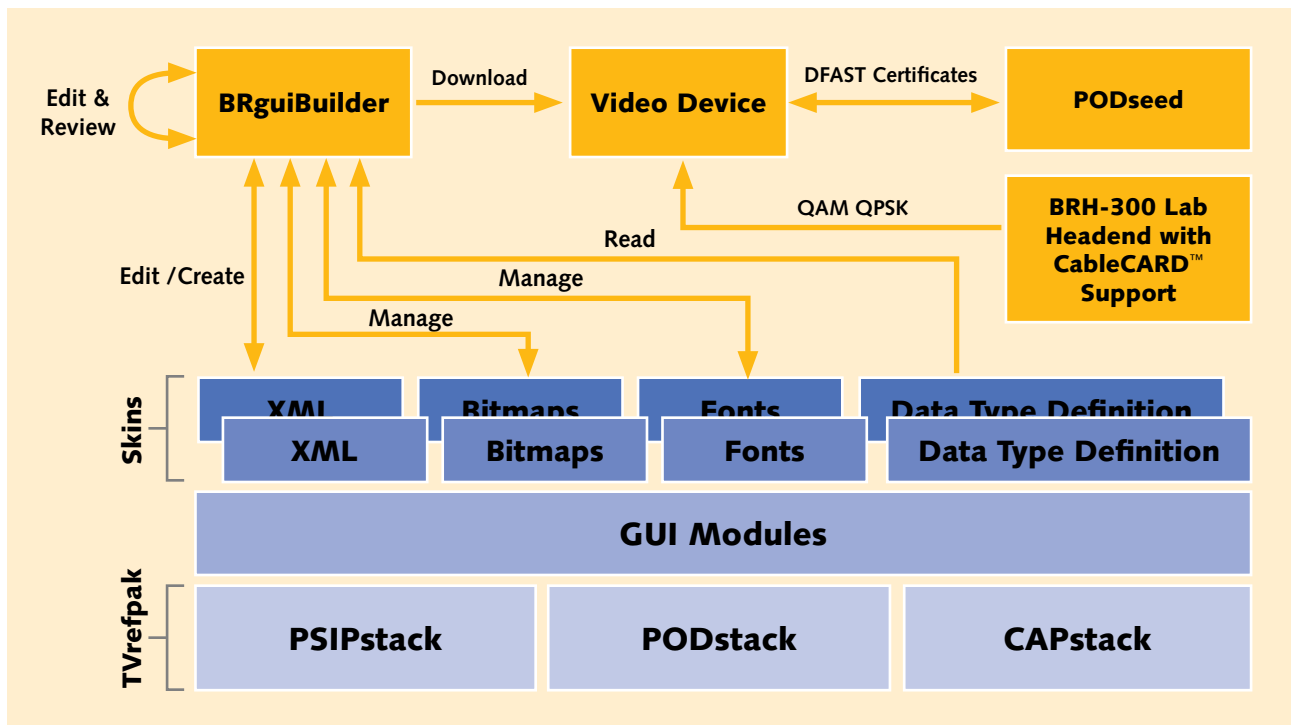 Edit &
Review
BRguiBuilder
Download
Video Device
DFAST Certificates
PODseed
QAM QPSK
BRH-300 Lab
Headend with
CableCARD™
Support
Read
Edit /Create
Manage
Manage
Skins
XML
Bitmaps
Fonts
Data Type Definition
XML
Bitmaps
Fonts
Data Type Definition
GUI Modules
TVrefpak
PSIPstack
PODstack
CAPstack